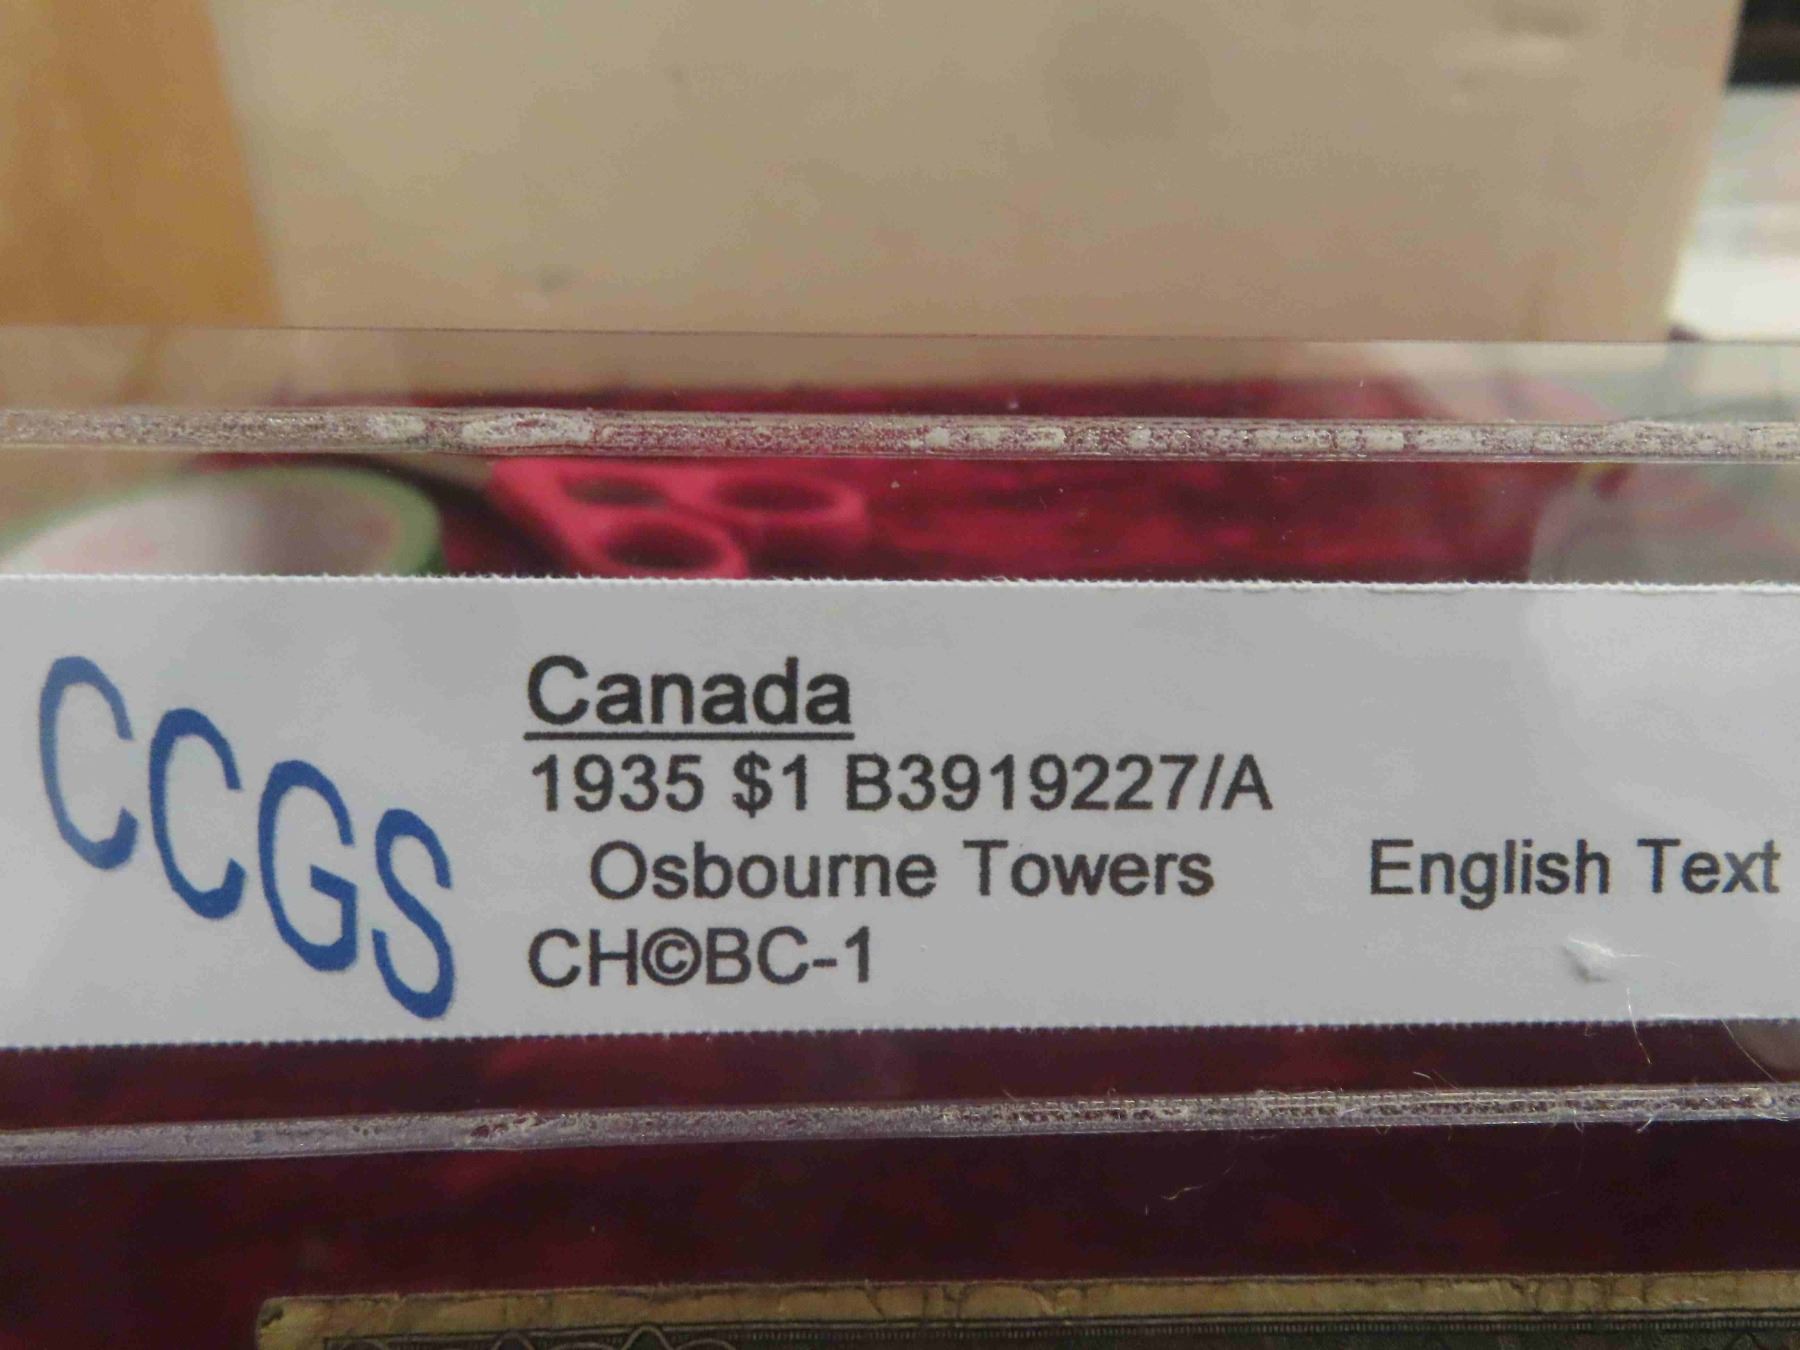 CCGS
Canada
1935 $1 B3919227/A
Osbourne Towers English Text
CH©BC-1